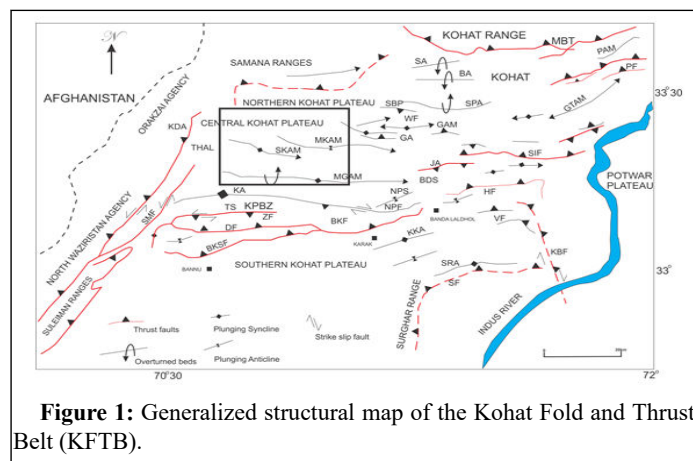 N
KOHAT RANGE
MBT
PAM
SAMANA RANGES
SA
BA
KOHAT
PF
33°30
AFGHANISTAN
ORAKZAI AGENCY
NORTHERN KOHAT PLATEAU
SBP
SPA
GTAM
WF
GAM
GA
CENTRAL KOHAT PLATEAU
KDA
MKAM
THAL
SKAM
SIF
POTWAR
PLATEAU
JA
MGAM
BDS
KA
NPS
HF
TS
KPBZ
NPF
BANDA LALDHOL
SMF
ZF
BKF
VF
DF
KARAK
KKA
KBF
BKSF
NORTH WAZIRISTAN AGENCY
BANNU
SOUTHERN KOHAT PLATEAU
SRA
33°
SF
SULEIMAN RANGES
SURGHAR RANGE
INDUS RIVER
Thrust faults
Plunging Syncline
Strike slip fault
Overturned beds
Plunging Anticline
70°30
72°
Figure 1: Generalized structural map of the Kohat Fold and Thrust
Belt (KFTB).